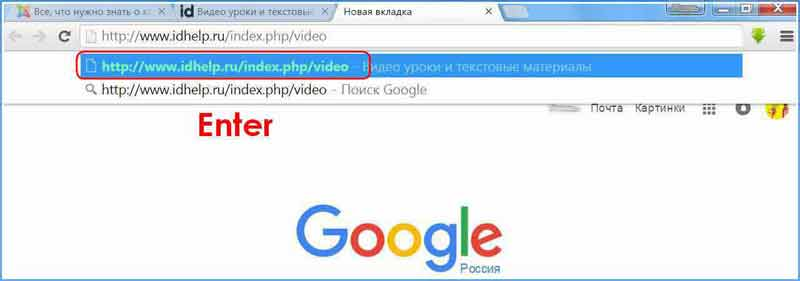 Все, что нужно знать о х
id Видео уроки и текстовые
Новая вкладка
http://www.idhelp.ru/index.php/video
http://www.idhelp.ru/index.php/video - Видео уроки и текстовые материалы
http://www.idhelp.ru/index.php/video - Поиск Google
Enter
Почта Картинки
Google
Россия